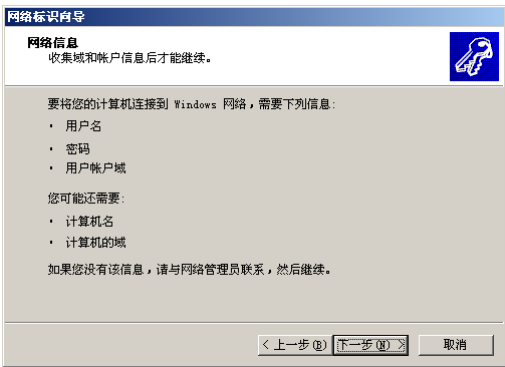 网络标识向导
网络信息
收集域和帐户信息后才能继续。
要将您的计算机连接到 Windows 网络，需要下列信息:
· 用户名
· 密码
· 用户帐户域
您可能还需要:
· 计算机名
· 计算机的域
如果您没有该信息，请与网络管理员联系，然后继续。
< 上一步(B) 下一步(N) > 取消